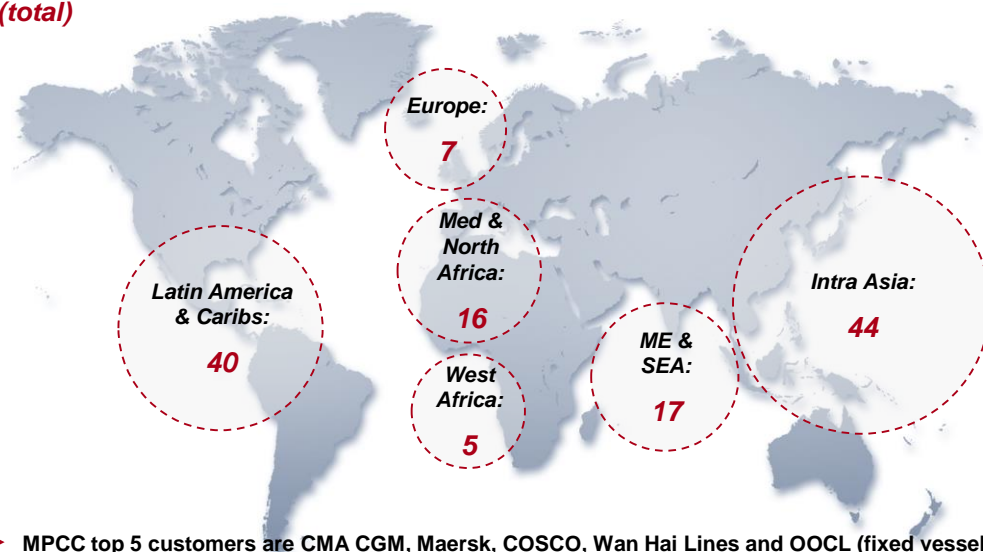 (total)
Europe:
7
Med &
North
Africa:
16
Latin America
& Caribs:
40
Intra Asia:
44
ME &
SEA:
17
West
Africa:
5
MPCC top 5 customers are CMA CGM, Maersk, COSCO, Wan Hai Lines and OOCL (fixed vessel